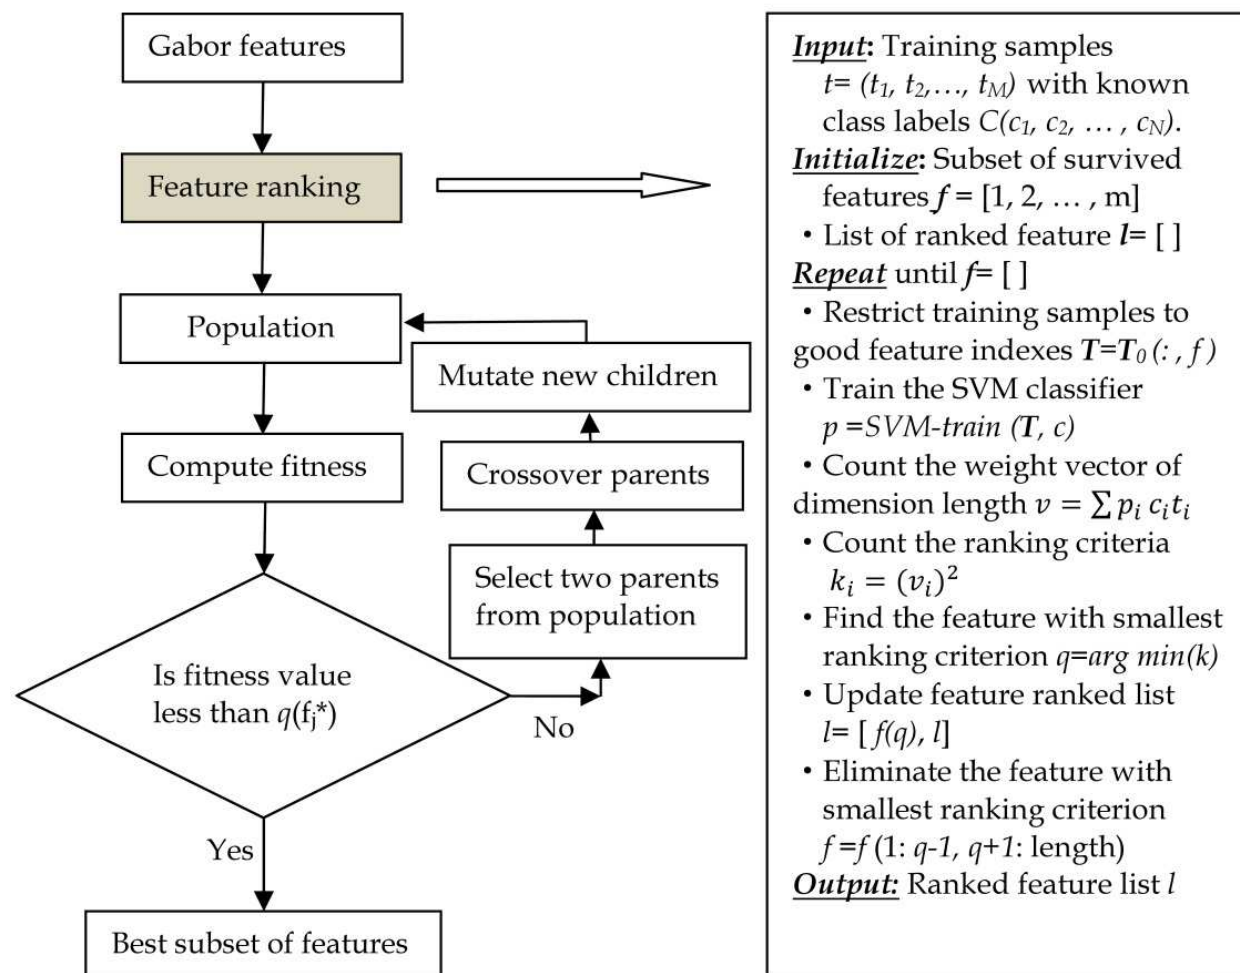 Gabor features
Feature ranking
Population
Mutate new children
Compute fitness
Crossover parents
Select two parents
from population
Is fitness value
less than q(fj*)
No
Yes
Best subset of features
Input: Training samples
t= (t1, t2,…, tM) with known
class labels C(c1, c2, … , cN).
Initialize: Subset of survived
features f = [1, 2, … , m]
• List of ranked feature l= [ ]
Repeat until f= [ ]
• Restrict training samples to
good feature indexes T=T0 (: , f )
• Train the SVM classifier
p =SVM-train (T, c)
• Count the weight vector of
dimension length v = ∑ pi citi
• Count the ranking criteria
ki = (vi)²
• Find the feature with smallest
ranking criterion q=arg min(k)
• Update feature ranked list
l= [ f(q), l]
• Eliminate the feature with
smallest ranking criterion
f =f (1: q-1, q+1: length)
Output: Ranked feature list l